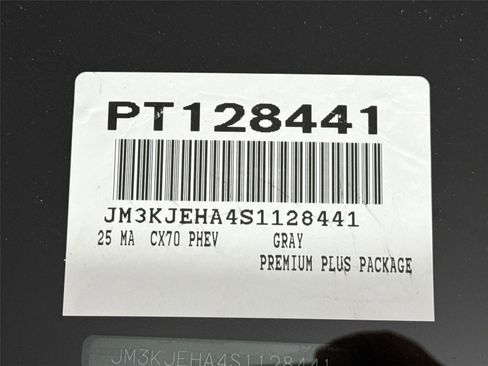 PT128441
JM3KJEHA4S1128441
25 MA CX70 PHEV GRAY
PREMIUM PLUS PACKAGE
JM3KJEHA4S1128441